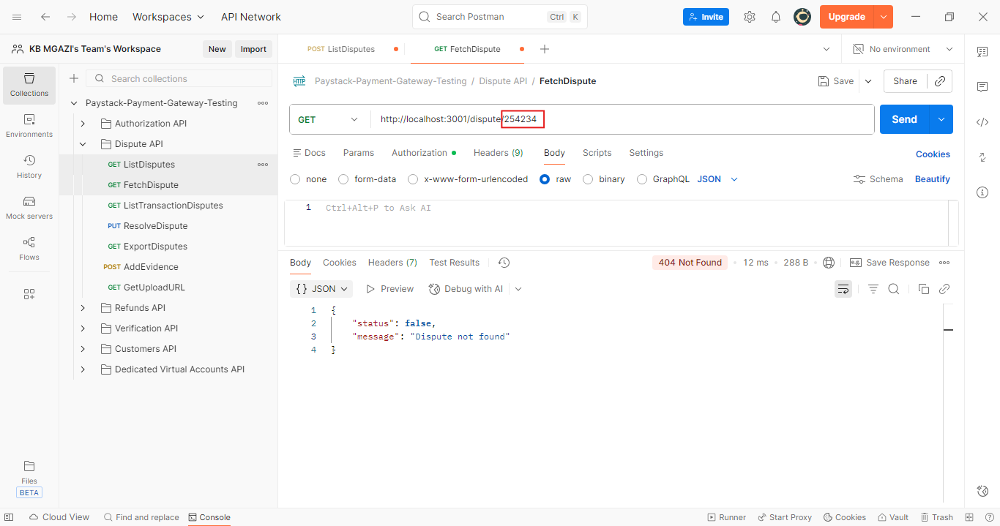 Home Workspaces API Network Search Postman Ctrl K Invite Upgrade
KB MGAZI's Team's Workspace New Import
POST ListDisputes GET FetchDispute No environment
Collections
Environments
History
Mock servers
Flows
Files
BETA
Search collections
Paystack-Payment-Gateway-Testing
Authorization API
Dispute API
GET ListDisputes
GET FetchDispute
GET ListTransactionDisputes
PUT ResolveDispute
GET ExportDisputes
POST AddEvidence
GET GetUploadURL
Refunds API
Verification API
Customers API
Dedicated Virtual Accounts API
HTTP Paystack-Payment-Gateway-Testing / Dispute API / FetchDispute Save Share
GET http://localhost:3001/dispute/254234 Send
Docs Params Authorization Headers (9) Body Scripts Settings Cookies
none form-data x-www-form-urlencoded raw binary GraphQL JSON Schema Beautify
1 Ctrl+Alt+P to Ask AI
Body Cookies Headers (7) Test Results 404 Not Found 12 ms 288 B e.g. Save Response
{} JSON Preview Debug with AI
1 {
2 "status": false,
3 "message": "Dispute not found"
4 }
Cloud View Find and replace Console Runner Start Proxy Cookies Vault Trash